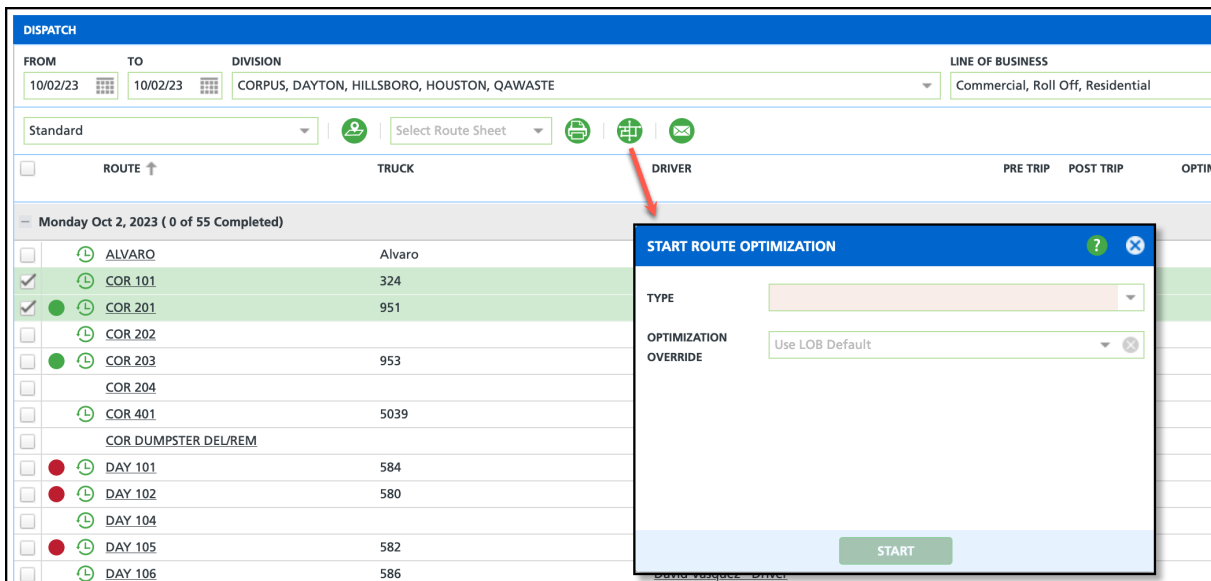 DISPATCH
FROM TO DIVISION LINE OF BUSINESS
10/02/23 10/02/23 CORPUS, DAYTON, HILLSBORO, HOUSTON, QAWASTE Commercial, Roll Off, Residential
Standard Select Route Sheet
ROUTE TRUCK DRIVER PRE TRIP POST TRIP OPTIM
Monday Oct 2, 2023 ( 0 of 55 Completed)
ALVARO Alvaro
COR 101 324
COR 201 951
COR 202
COR 203 953
COR 204
COR 401 5039
COR DUMPSTER DEL/REM
DAY 101 584
DAY 102 580
DAY 104
DAY 105 582
DAY 106 586 David Vasquez - Driver
START ROUTE OPTIMIZATION ?
TYPE
OPTIMIZATION OVERRIDE Use LOB Default
START